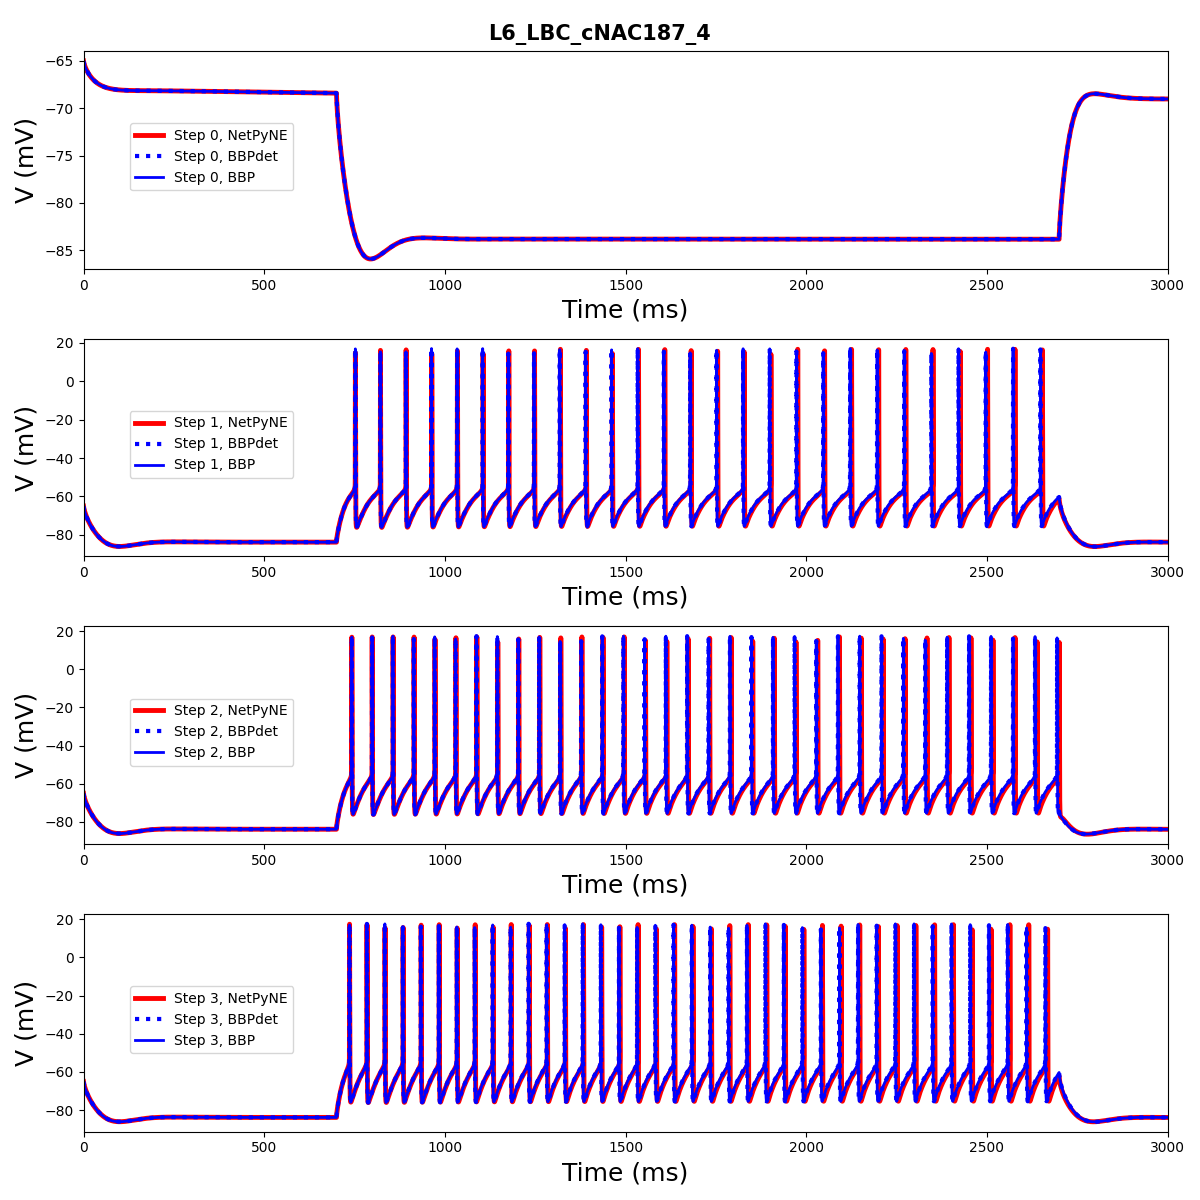 L6_LBC_cNAC187_4
V (mV)
−65
−70
−75
−80
−85
Step 0, NetPyNE
Step 0, BBPdet
Step 0, BBP
0 500 1000 1500 2000 2500 3000
Time (ms)
V (mV)
20
0
−20
−40
−60
−80
Step 1, NetPyNE
Step 1, BBPdet
Step 1, BBP
0 500 1000 1500 2000 2500 3000
Time (ms)
V (mV)
20
0
−20
−40
−60
−80
Step 2, NetPyNE
Step 2, BBPdet
Step 2, BBP
0 500 1000 1500 2000 2500 3000
Time (ms)
V (mV)
20
0
−20
−40
−60
−80
Step 3, NetPyNE
Step 3, BBPdet
Step 3, BBP
0 500 1000 1500 2000 2500 3000
Time (ms)